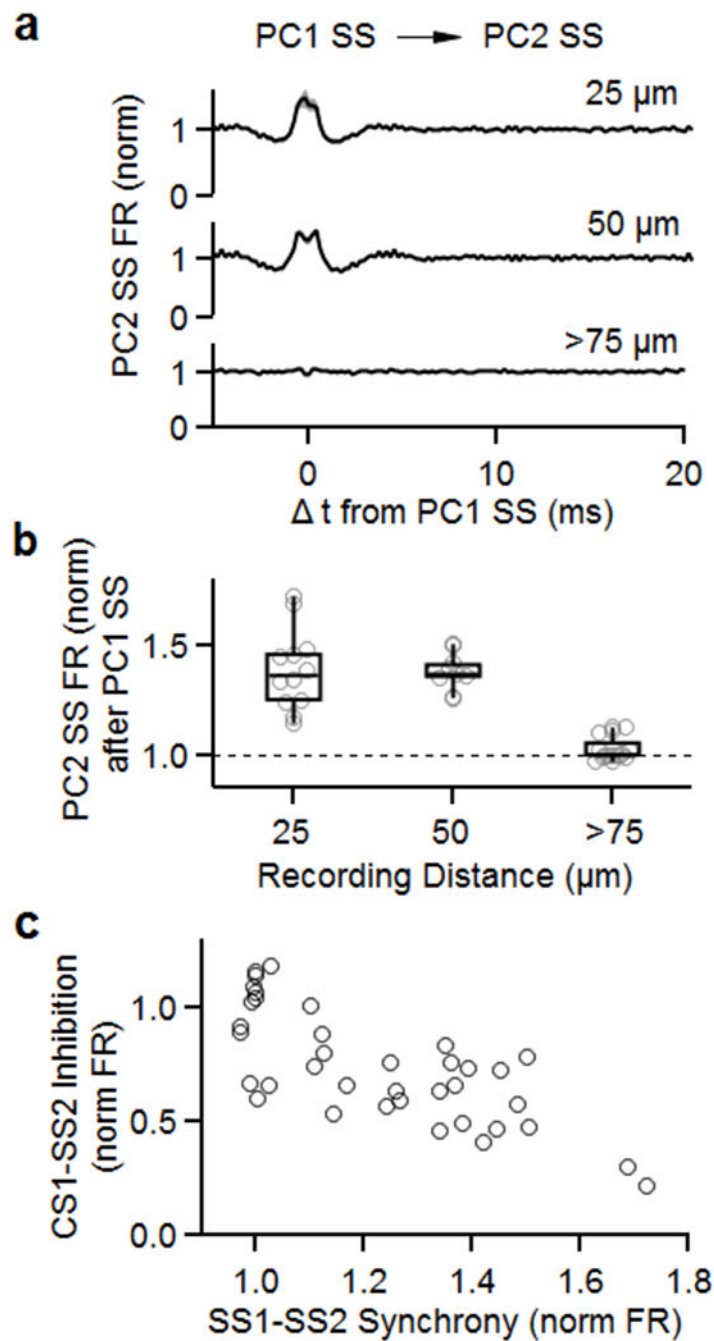 a
PC1 SS → PC2 SS
PC2 SS FR (norm)
25 µm
1
0
50 µm
1
0
>75 µm
1
0
0 10 20
Δ t from PC1 SS (ms)
b
PC2 SS FR (norm)
after PC1 SS
1.5
1.0
25 50 >75
Recording Distance (µm)
c
CS1-SS2 Inhibition
(norm FR)
1.0
0.5
0.0
1.0 1.2 1.4 1.6 1.8
SS1-SS2 Synchrony (norm FR)